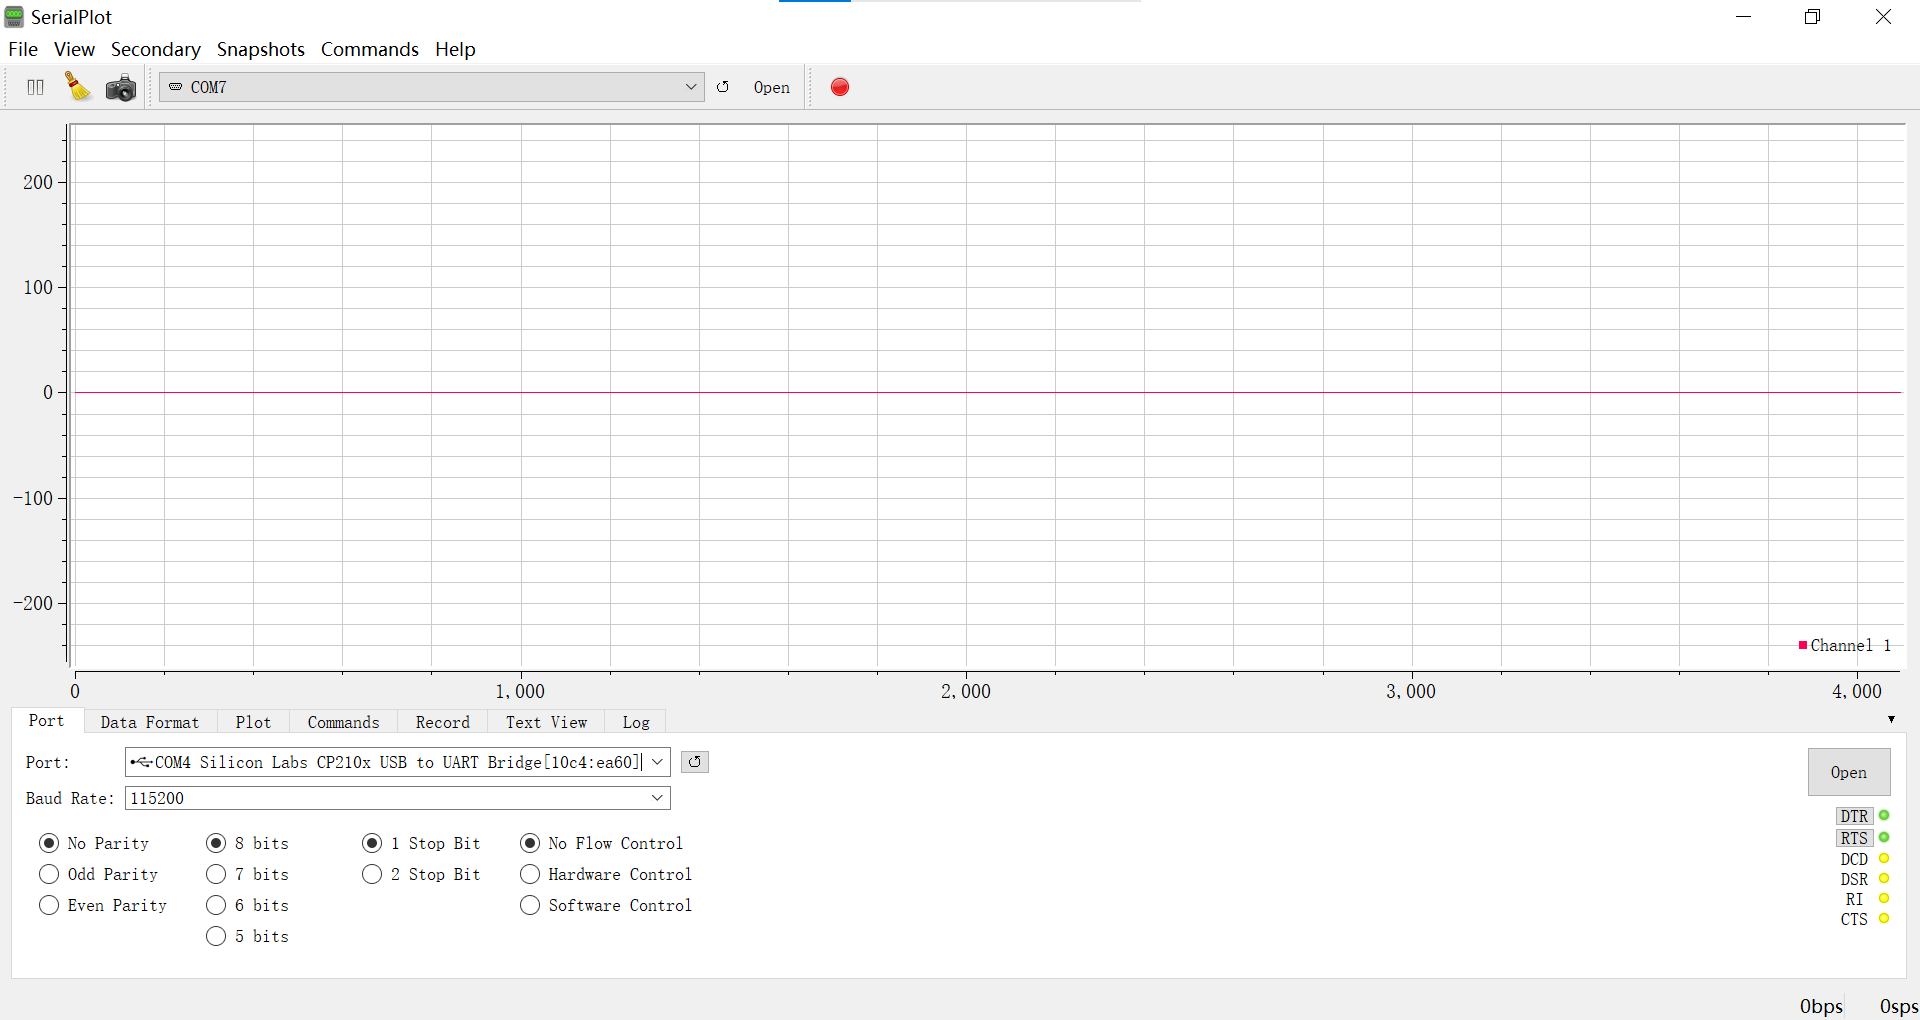 SerialPlot
File View Secondary Snapshots Commands Help
COM7 Open
200
100
0
-100
-200
Channel 1
0 1,000 2,000 3,000 4,000
Port Data Format Plot Commands Record Text View Log
Port: COM4 Silicon Labs CP210x USB to UART Bridge[10c4:ea60]
Open
Baud Rate: 115200
DTR
No Parity 8 bits 1 Stop Bit No Flow Control
RTS
DCD
Odd Parity 7 bits 2 Stop Bit Hardware Control
DSR
RI
Even Parity 6 bits Software Control
CTS
5 bits
0bps 0sps